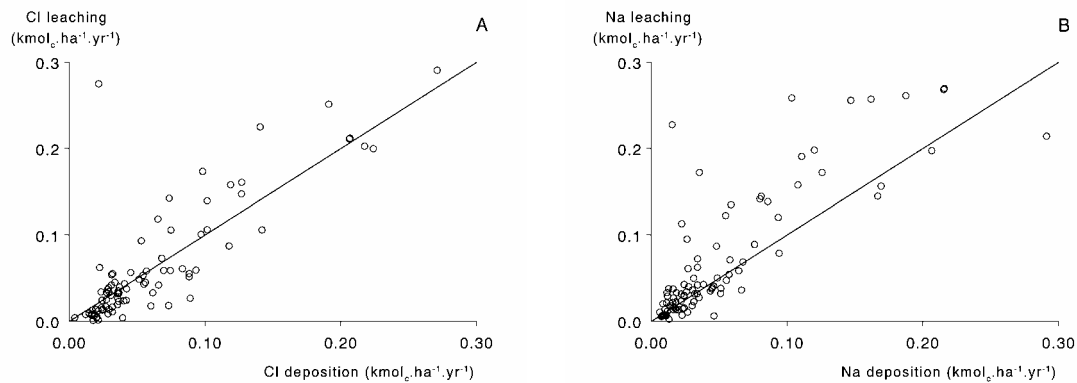 Cl leaching
(kmolc.ha-1.yr-1)
A
0.3
0.2
0.1
0.0
0.00 0.10 0.20 0.30
Cl deposition (kmolc.ha-1.yr-1)
Na leaching
(kmolc.ha-1.yr-1)
B
0.3
0.2
0.1
0.0
0.00 0.10 0.20 0.30
Na deposition (kmolc.ha-1.yr-1)